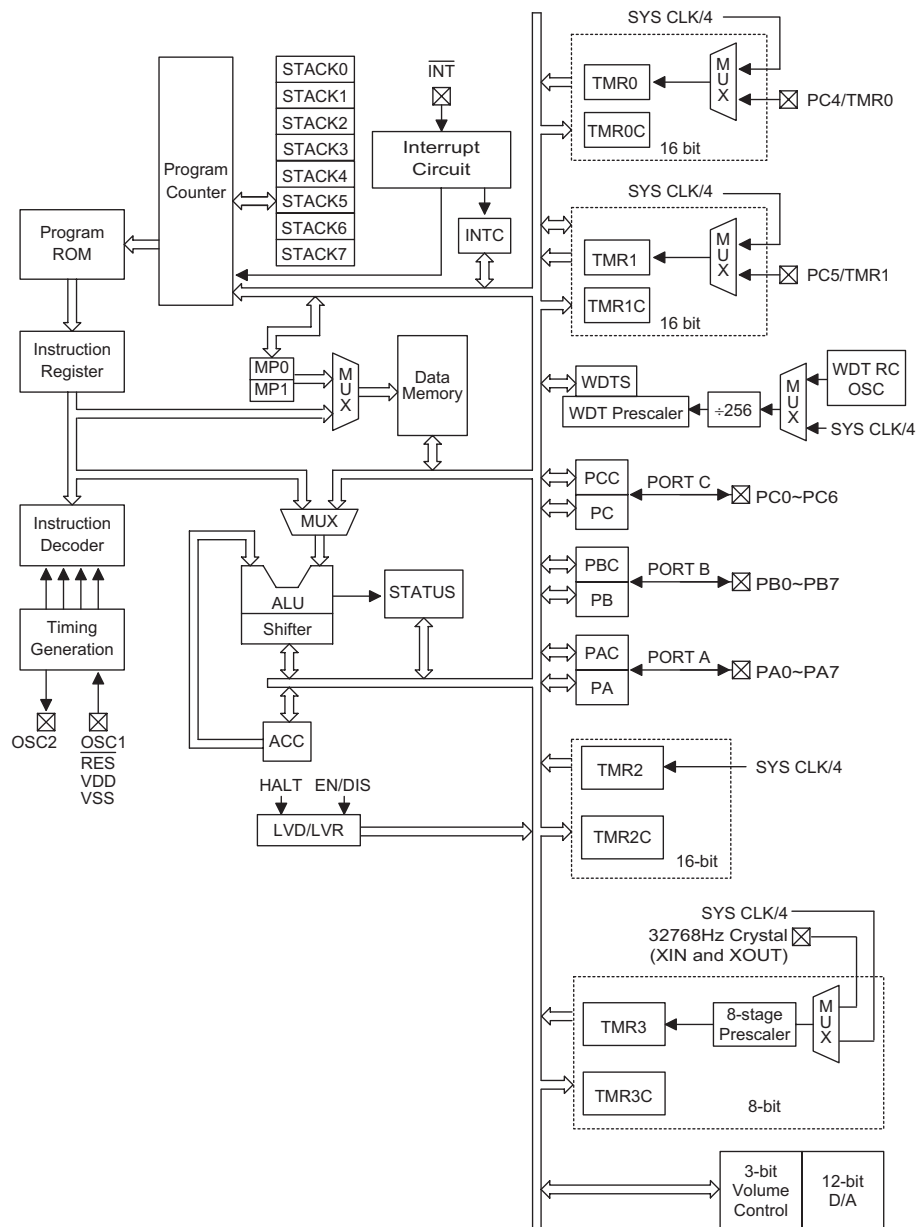 SYS CLK/4
STACK0
STACK1
STACK2
STACK3
STACK4
STACK5
STACK6
STACK7
INT
Interrupt
Circuit
INTC
Program
Counter
Program
ROM
Instruction
Register
MP0
MP1
MUX
Data
Memory
TMR0
TMR0C
MUX
16 bit
PC4/TMR0
SYS CLK/4
TMR1
TMR1C
MUX
16 bit
PC5/TMR1
WDTS
WDT Prescaler
÷256
MUX
WDT RC
OSC
SYS CLK/4
PCC
PC
PORT C
PC0~PC6
PBC
PB
PORT B
PB0~PB7
PAC
PA
PORT A
PA0~PA7
Instruction
Decoder
MUX
ALU
Shifter
STATUS
Timing
Generation
OSC2
OSC1
RES
VDD
VSS
ACC
HALT
EN/DIS
LVD/LVR
TMR2
SYS CLK/4
TMR2C
16-bit
SYS CLK/4
32768Hz Crystal
(XIN and XOUT)
TMR3
8-stage
Prescaler
MUX
TMR3C
8-bit
3-bit
Volume
Control
12-bit
D/A